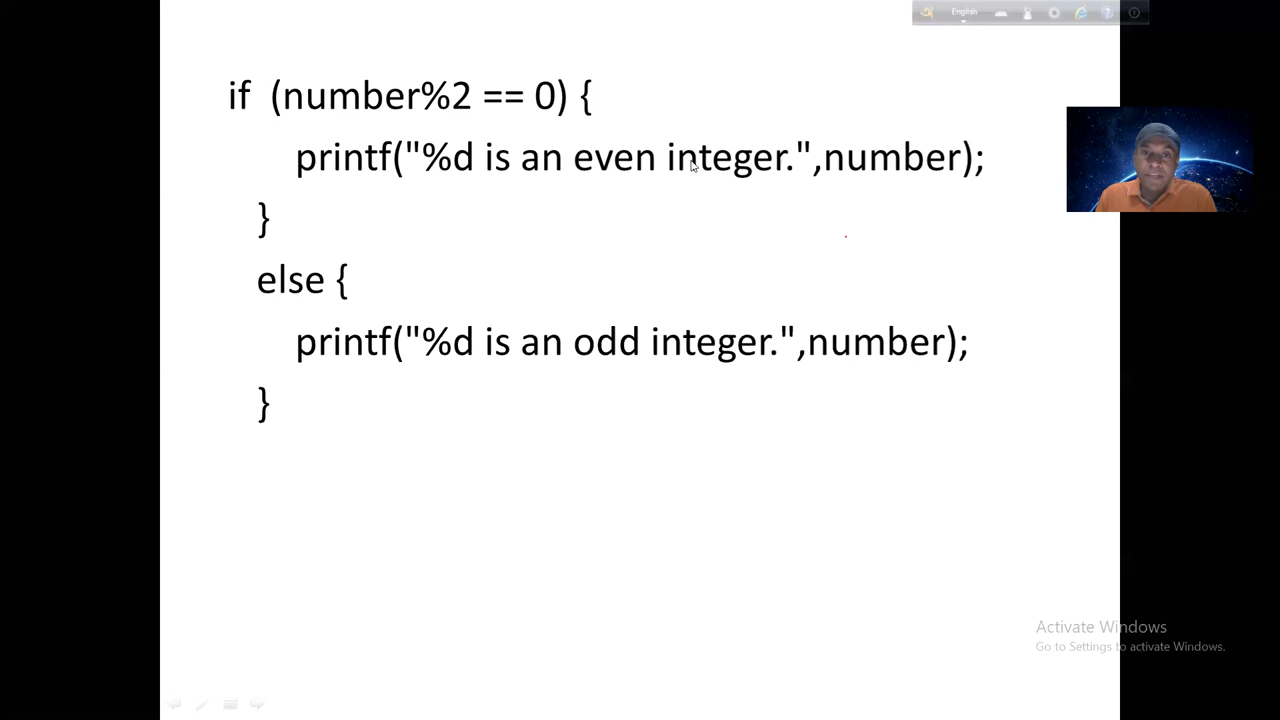 অ English
if (number%2 == 0) {
printf("%d is an even integer.",number);
}
else {
printf("%d is an odd integer.",number);
}
Activate Windows
Go to Settings to activate Windows.